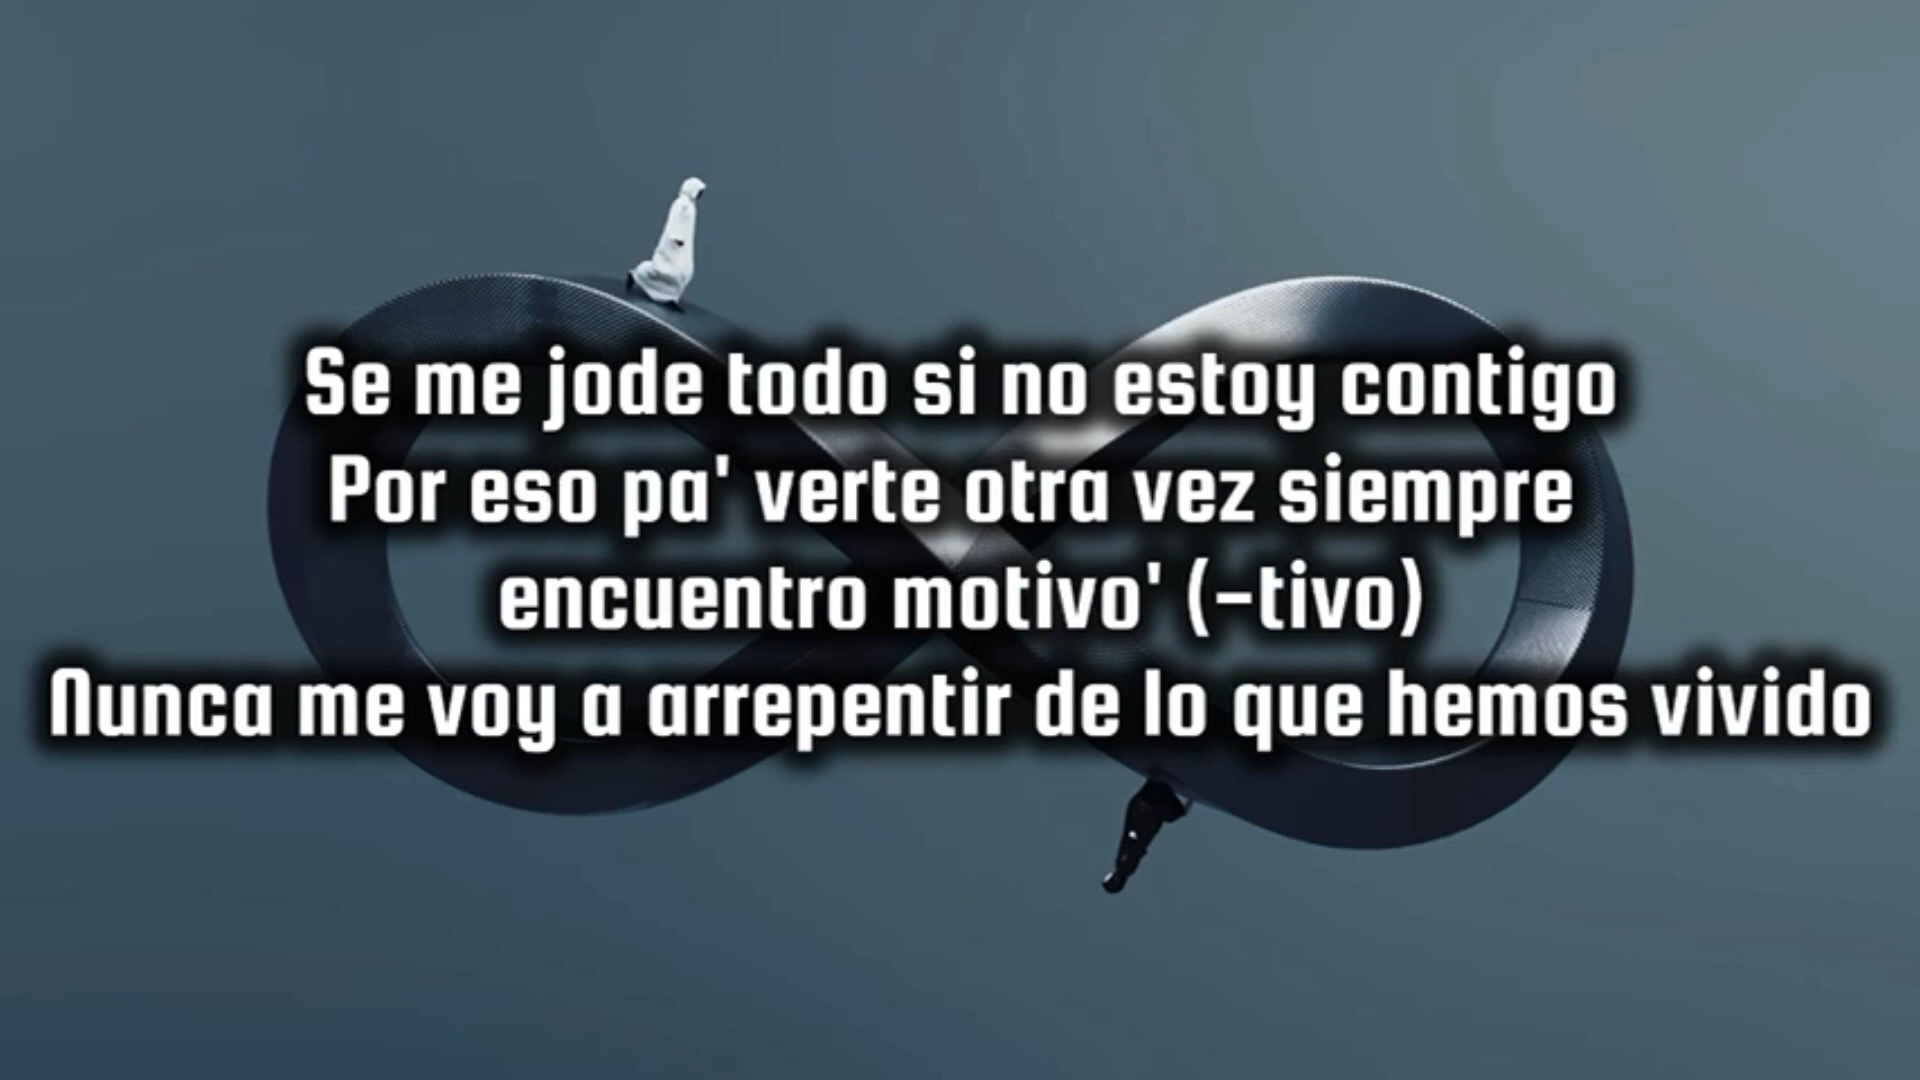 Se me jode todo si no estoy contigo
Por eso pa' verte otra vez siempre
encuentro motivo' (-tivo)
Nunca me voy a arrepentir de lo que hemos vivido